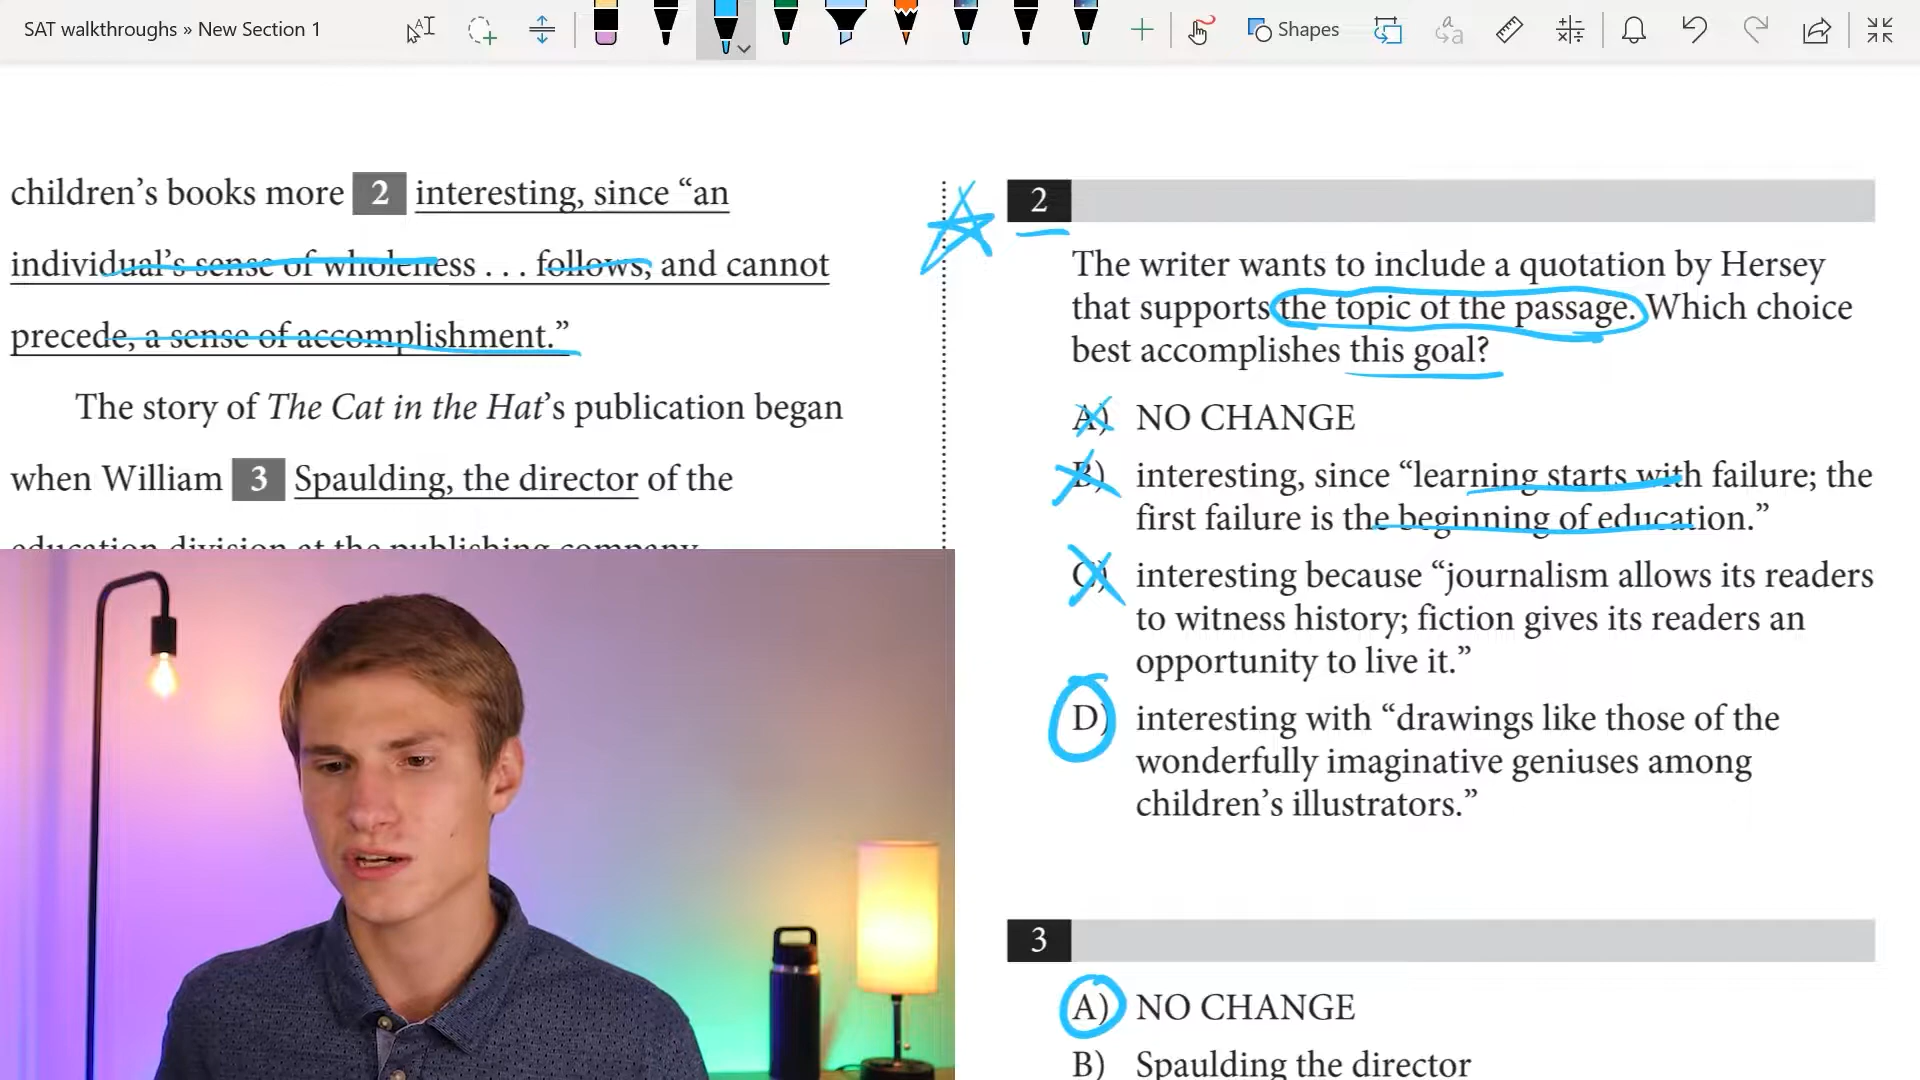 SAT walkthroughs » New Section 1
Shapes
children's books more 2 interesting, since “an
individual's sense of wholeness . . . follows, and cannot
precede, a sense of accomplishment.”
The story of The Cat in the Hat's publication began
when William 3 Spaulding, the director of the
education division at the publishing company
2
The writer wants to include a quotation by Hersey
that supports the topic of the passage. Which choice
best accomplishes this goal?
A) NO CHANGE
B) interesting, since “learning starts with failure; the
first failure is the beginning of education.”
C) interesting because “journalism allows its readers
to witness history; fiction gives its readers an
opportunity to live it.”
D) interesting with “drawings like those of the
wonderfully imaginative geniuses among
children's illustrators.”
3
A) NO CHANGE
B) Spaulding the director